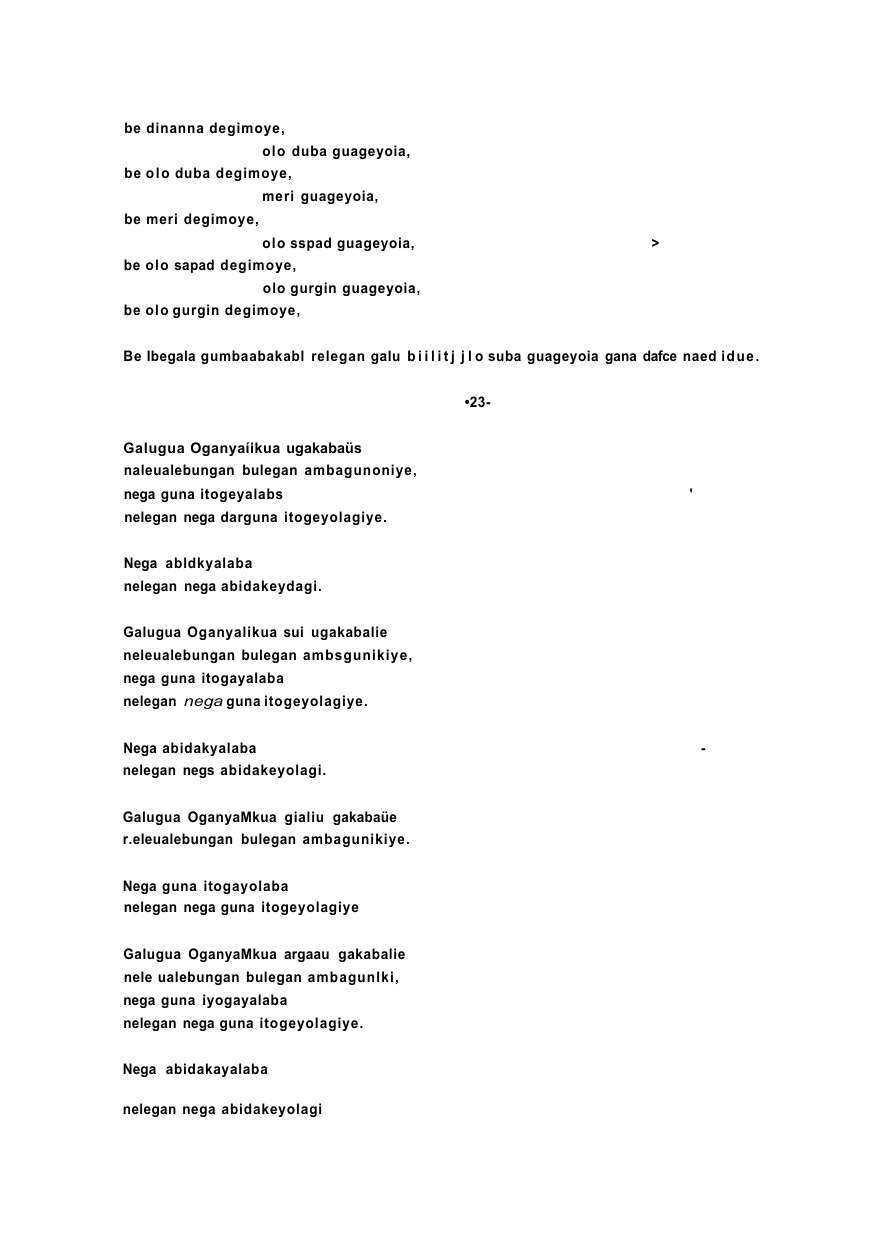 be dinanna degimoye,
olo duba guageyoia,
be olo duba degimoye,
meri guageyoia,
be meri degimoye,
olo sspad guageyoia, >
be olo sapad degimoye,
olo gurgin guageyoia,
be olo gurgin degimoye,
Be Ibegala gumbaabakabl relegan galu biilitj jlo suba guageyoia gana dafce naed idue.
•23-
Galugua Oganyaíikua ugakabaüs
naleualebungan bulegan ambagunoniye,
nega guna itogeyalabs '
nelegan nega darguna itogeyolagiye.
Nega abldkyalaba
nelegan nega abidakeydagi.
Galugua Oganyalikua sui ugakabalie
neleualebungan bulegan ambsgunikiye,
nega guna itogayalaba
nelegan nega guna itogeyolagiye.
Nega abidakyalaba -
nelegan negs abidakeyolagi.
Galugua OganyaMkua gialiu gakabaüe
r.eleualebungan bulegan ambagunikiye.
Nega guna itogayolaba
nelegan nega guna itogeyolagiye
Galugua OganyaMkua argaau gakabalie
nele ualebungan bulegan ambagunIki,
nega guna iyogayalaba
nelegan nega guna itogeyolagiye.
Nega abidakayalaba
nelegan nega abidakeyolagi